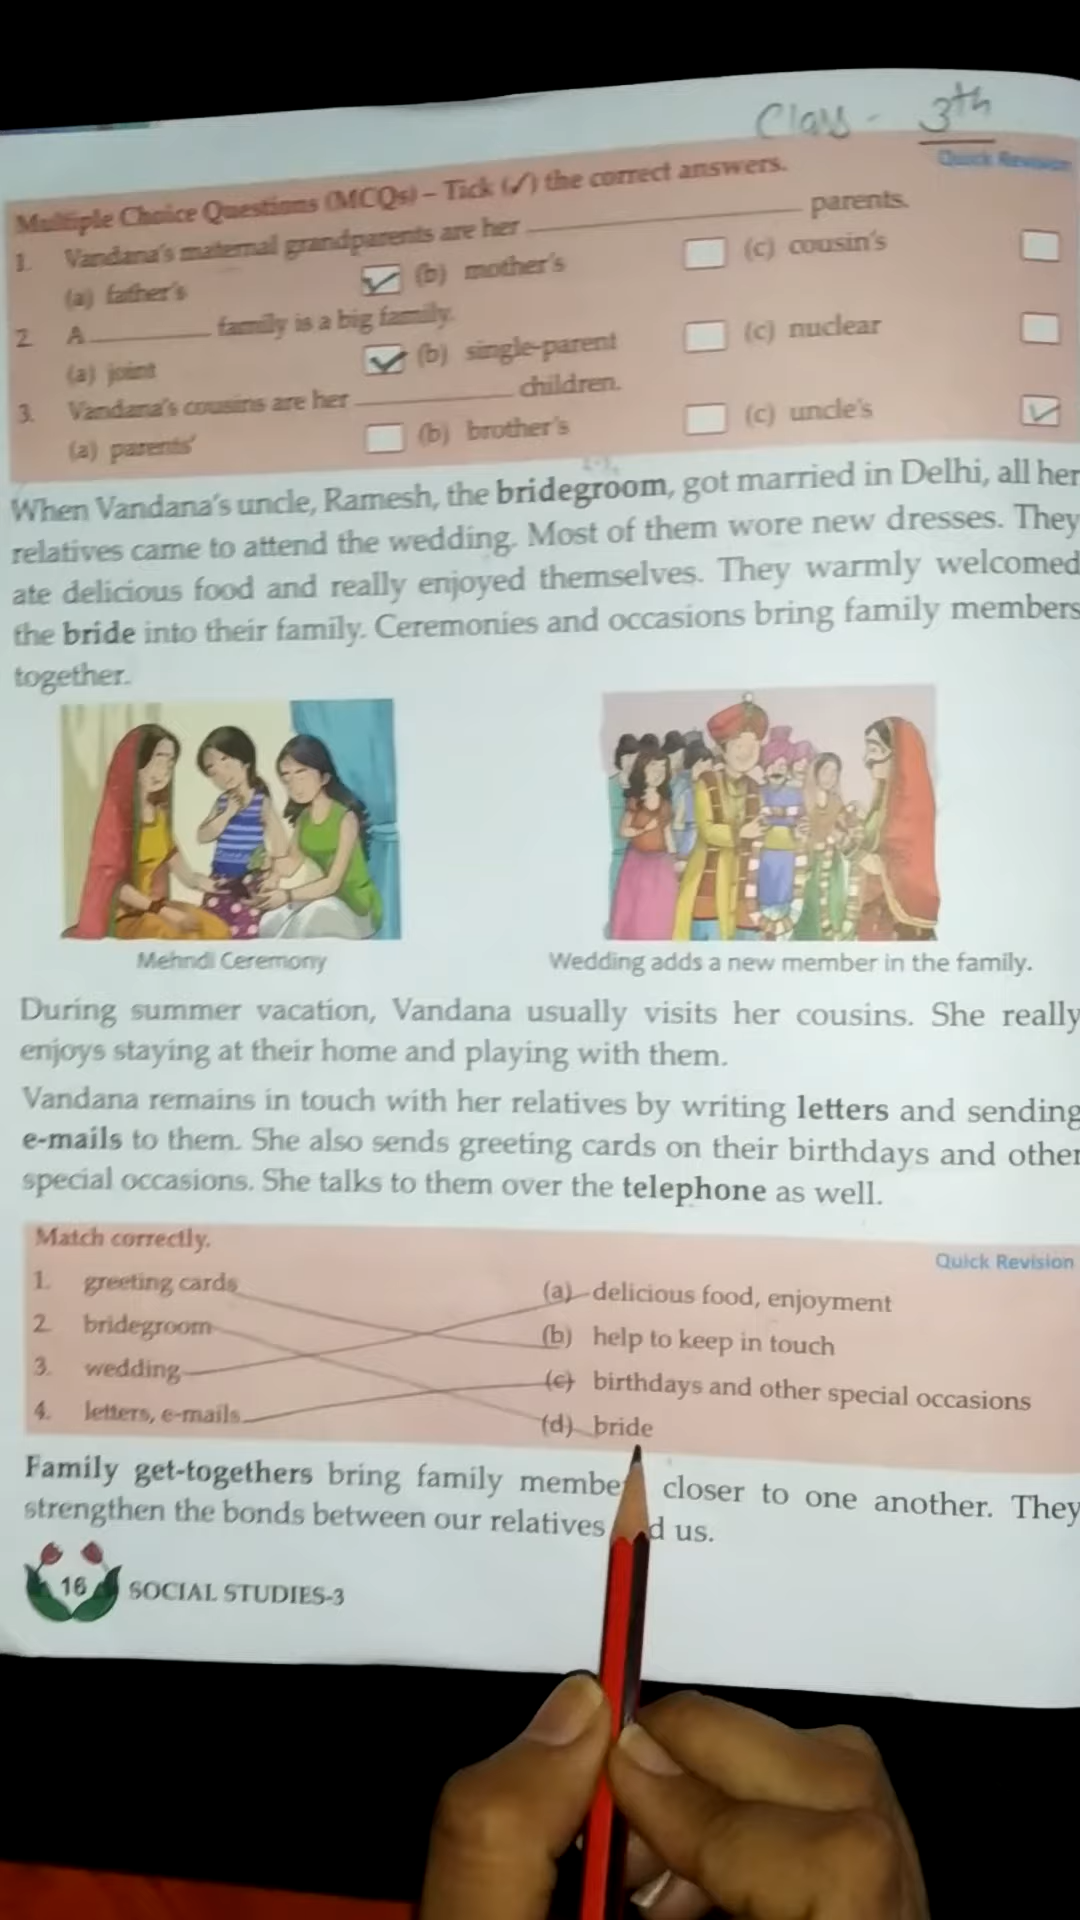 Class - 3th
Quick Revision
Multiple Choice Questions (MCQs) – Tick (✓) the correct answers.
1. Vandana's maternal grandparents are her ____________ parents.
(a) father's (b) mother's (c) cousin's
2. A ____________ family is a big family.
(a) joint (b) single-parent (c) nuclear
3. Vandana's cousins are her ____________ children.
(a) parents' (b) brother's (c) uncle's
When Vandana's uncle, Ramesh, the bridegroom, got married in Delhi, all her
relatives came to attend the wedding. Most of them wore new dresses. They
ate delicious food and really enjoyed themselves. They warmly welcomed
the bride into their family. Ceremonies and occasions bring family members
together.
Mehndi Ceremony
Wedding adds a new member in the family.
During summer vacation, Vandana usually visits her cousins. She really
enjoys staying at their home and playing with them.
Vandana remains in touch with her relatives by writing letters and sending
e-mails to them. She also sends greeting cards on their birthdays and other
special occasions. She talks to them over the telephone as well.
Match correctly.
Quick Revision
1. greeting cards (a) delicious food, enjoyment
2. bridegroom (b) help to keep in touch
3. wedding (c) birthdays and other special occasions
4. letters, e-mails (d) bride
Family get-togethers bring family membe closer to one another. They
strengthen the bonds between our relatives d us.
16 SOCIAL STUDIES-3